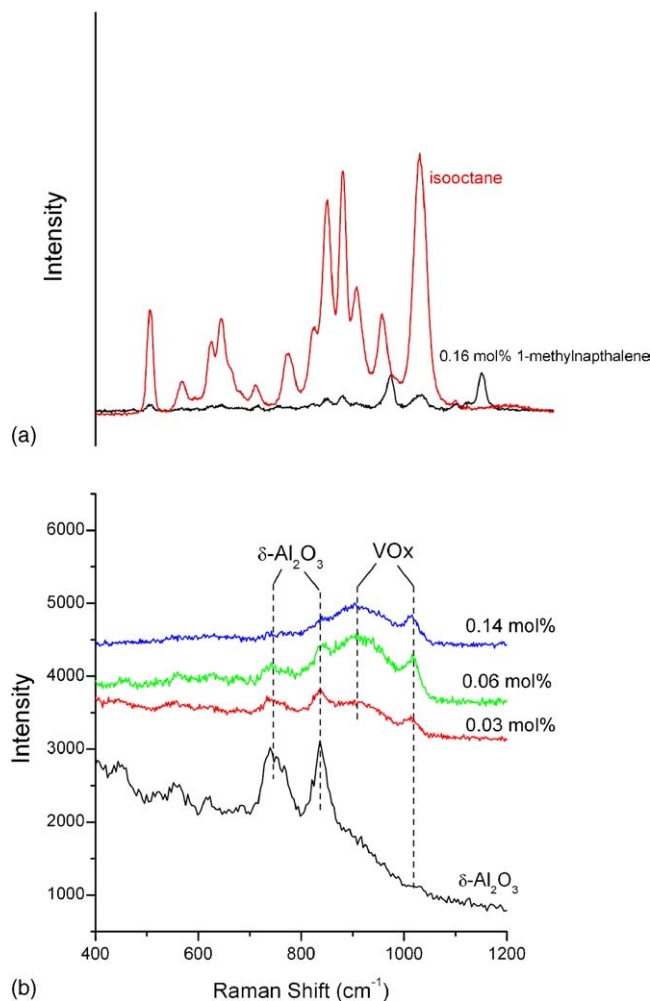 Intensity
isooctane
0.16 mol% 1-methylnapthalene
(a)
6000
5000
4000
3000
2000
1000
Intensity
δ-Al₂O₃
VOx
0.14 mol%
0.06 mol%
0.03 mol%
δ-Al₂O₃
400 600 800 1000 1200
Raman Shift (cm⁻¹)
(b)